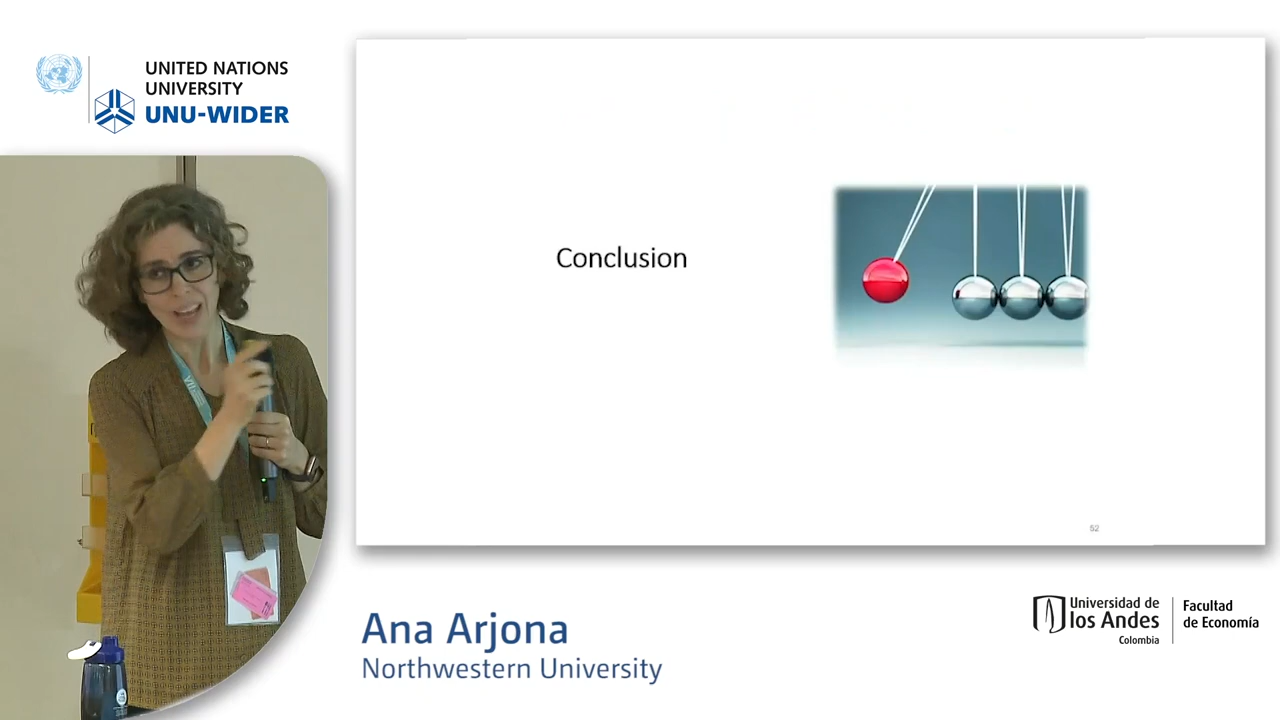 UNITED NATIONS
UNIVERSITY
UNU-WIDER
Conclusion
52
Ana Arjona
Northwestern University
Universidad de
los Andes
Colombia
Facultad
de Economía